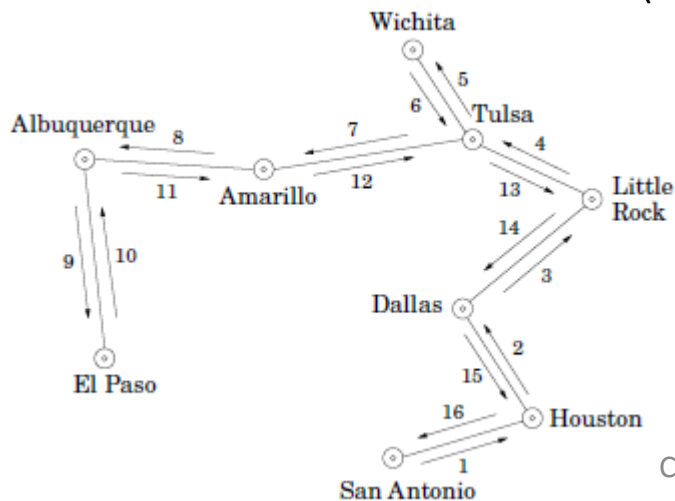 (
Wichita
5
6
Tulsa
Albuquerque
8
7
4
11
Amarillo
12
13
Little
Rock
14
9
10
3
Dallas
2
15
El Paso
16
Houston
1
San Antonio
C